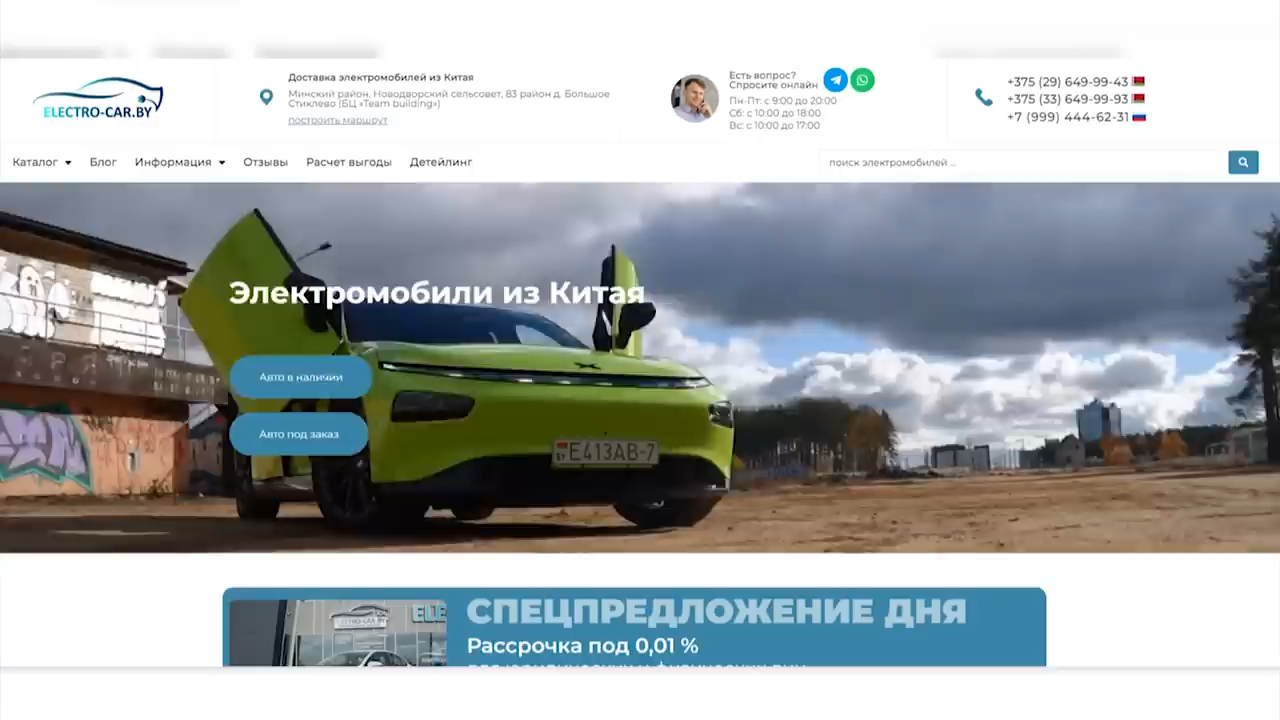 ELECTRO-CAR.BY
Доставка электромобилей из Китая
Минский район, Новодворский сельсовет, 83 район д. Большое
Стиклево (БЦ «Team building»)
построить маршрут
Есть вопрос?
Спросите онлайн
Пн-Пт: с 9:00 до 20:00
Сб: с 10:00 до 18:00
Вс: с 10:00 до 17:00
+375 (29) 649-99-43
+375 (33) 649-99-93
+7 (999) 444-62-31
Каталог
Блог
Информация
Отзывы
Расчет выгоды
Детейлинг
поиск электромобилей ...
Электромобили из Китая
Авто в наличии
Авто под заказ
E413AB-7
СПЕЦПРЕДЛОЖЕНИЕ ДНЯ
Рассрочка под 0,01 %